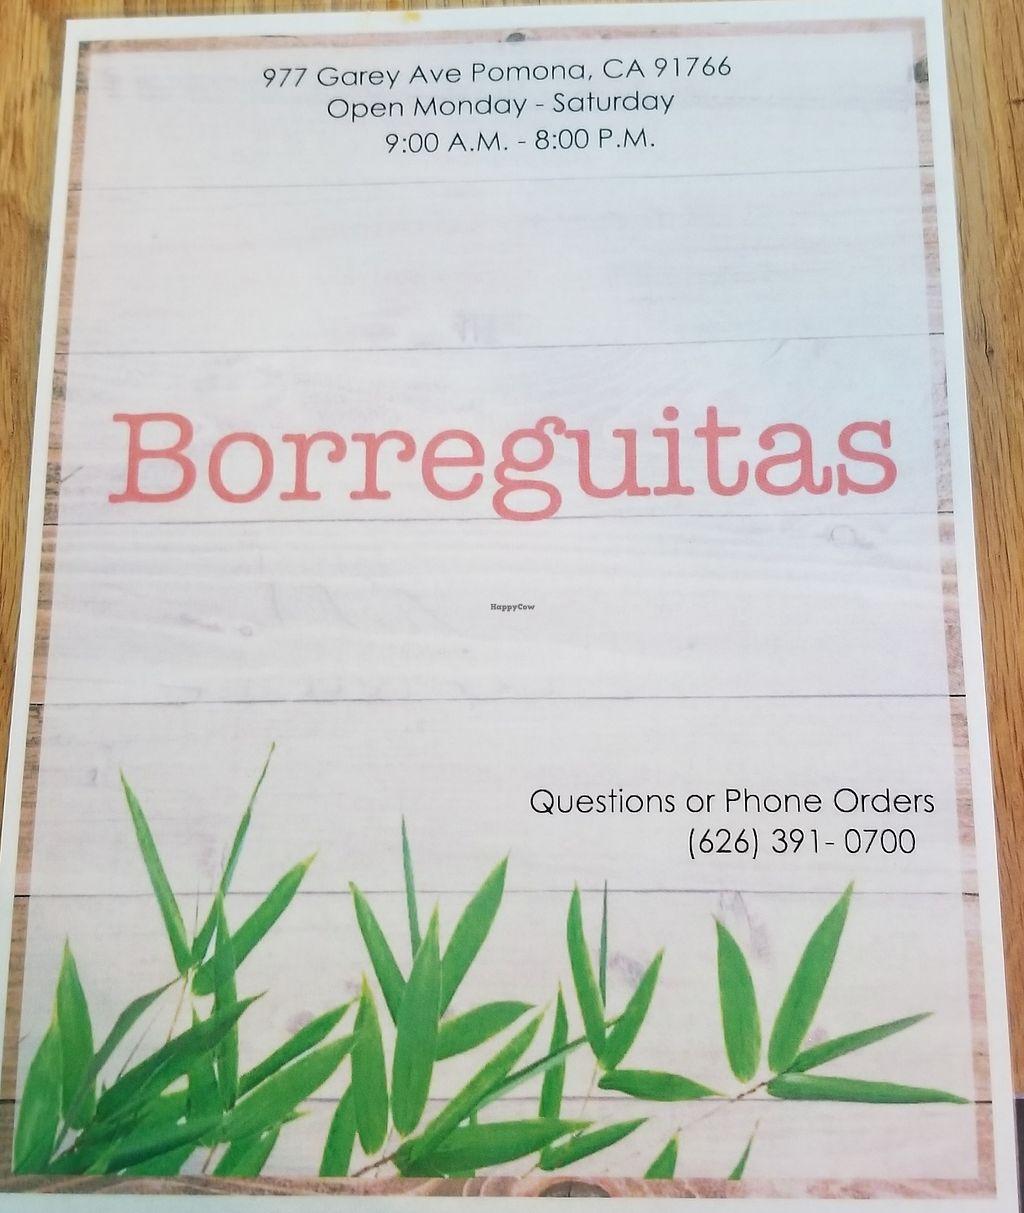 977 Garey Ave Pomona, CA 91766
Open Monday - Saturday
9:00 A.M. - 8:00 P.M.
Borreguitas
HappyCow
Questions or Phone Orders
(626) 391- 0700